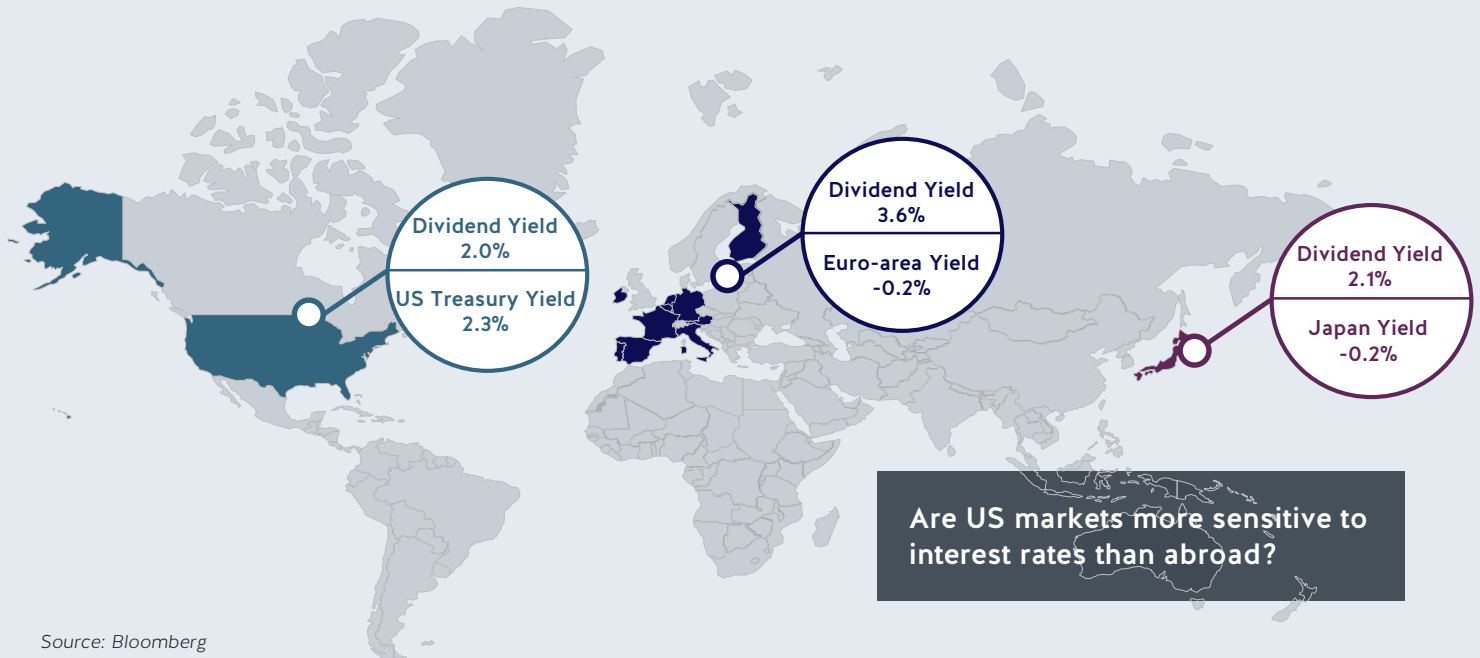 Dividend Yield
2.0%
US Treasury Yield
2.3%
Dividend Yield
3.6%
Euro-area Yield
-0.2%
Dividend Yield
2.1%
Japan Yield
-0.2%
Are US markets more sensitive to
interest rates than abroad?
Source: Bloomberg